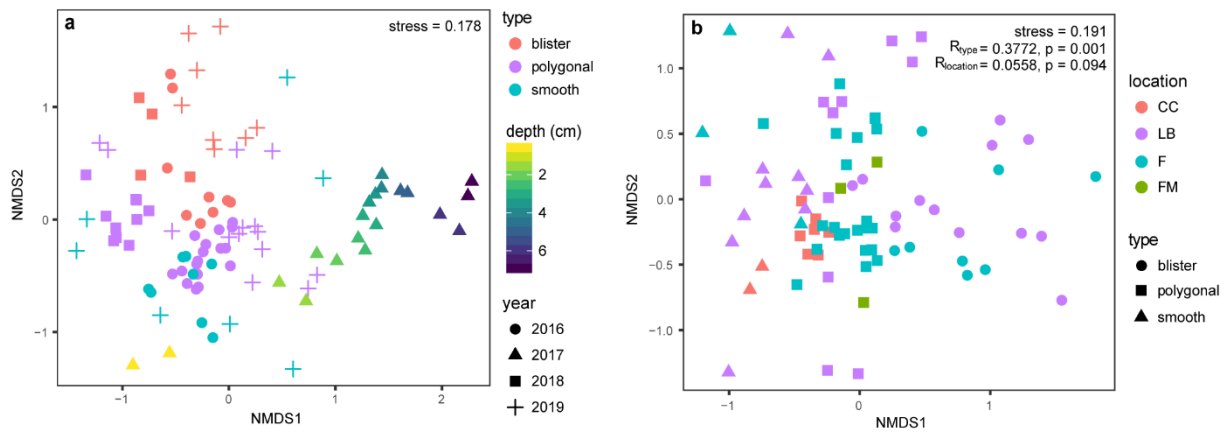 a
stress = 0.178
NMDS2
1
0
−1
−1
0
1
2
NMDS1
type
blister
polygonal
smooth
depth (cm)
2
4
6
year
2016
2017
2018
2019
b
stress = 0.191
Rtype = 0.3772, p = 0.001
Rlocation = 0.0558, p = 0.094
NMDS2
1.0
0.5
0.0
−0.5
−1.0
−1
0
1
NMDS1
location
CC
LB
F
FM
type
blister
polygonal
smooth